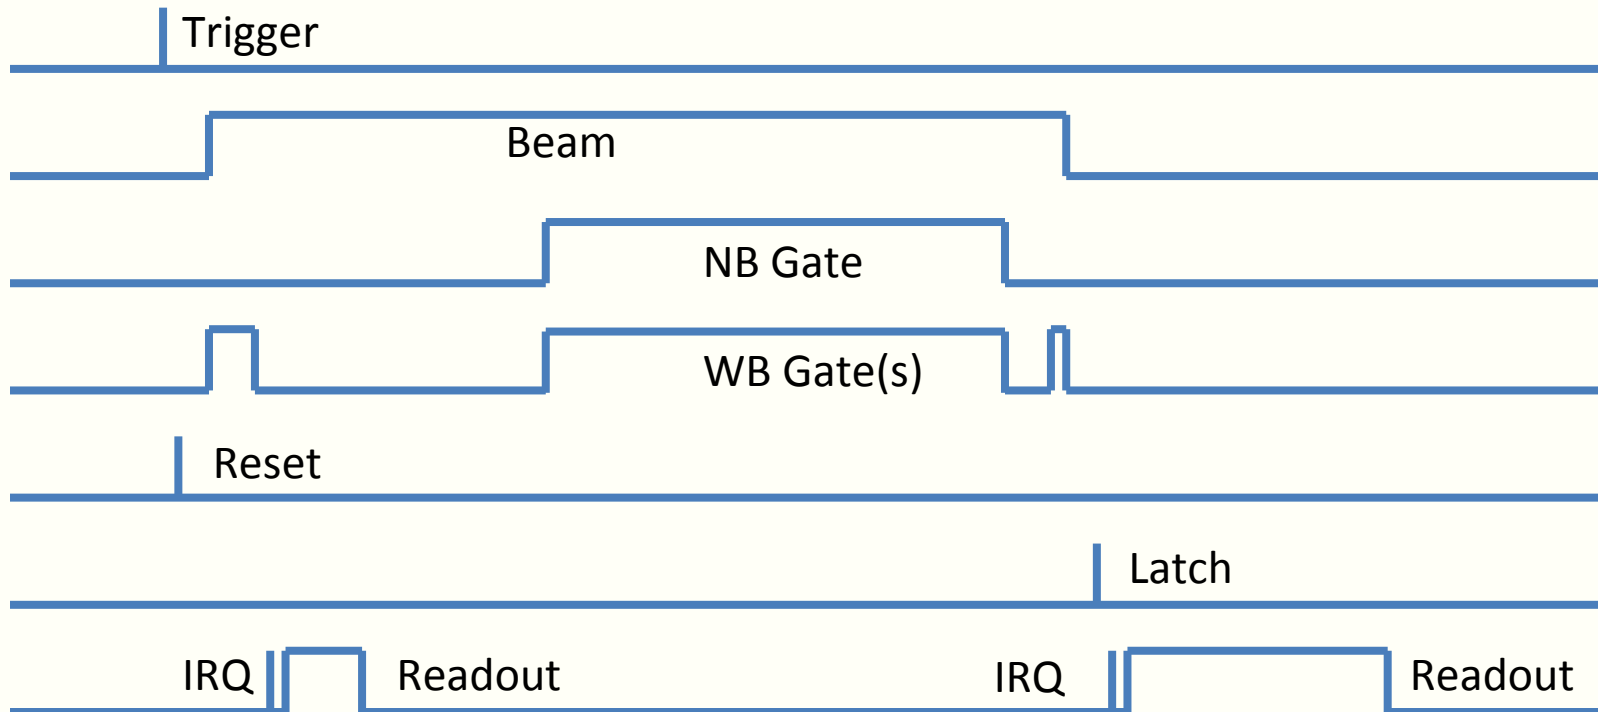 Trigger
Beam
NB Gate
WB Gate(s)
Reset
Latch
IRQ Readout IRQ Readout